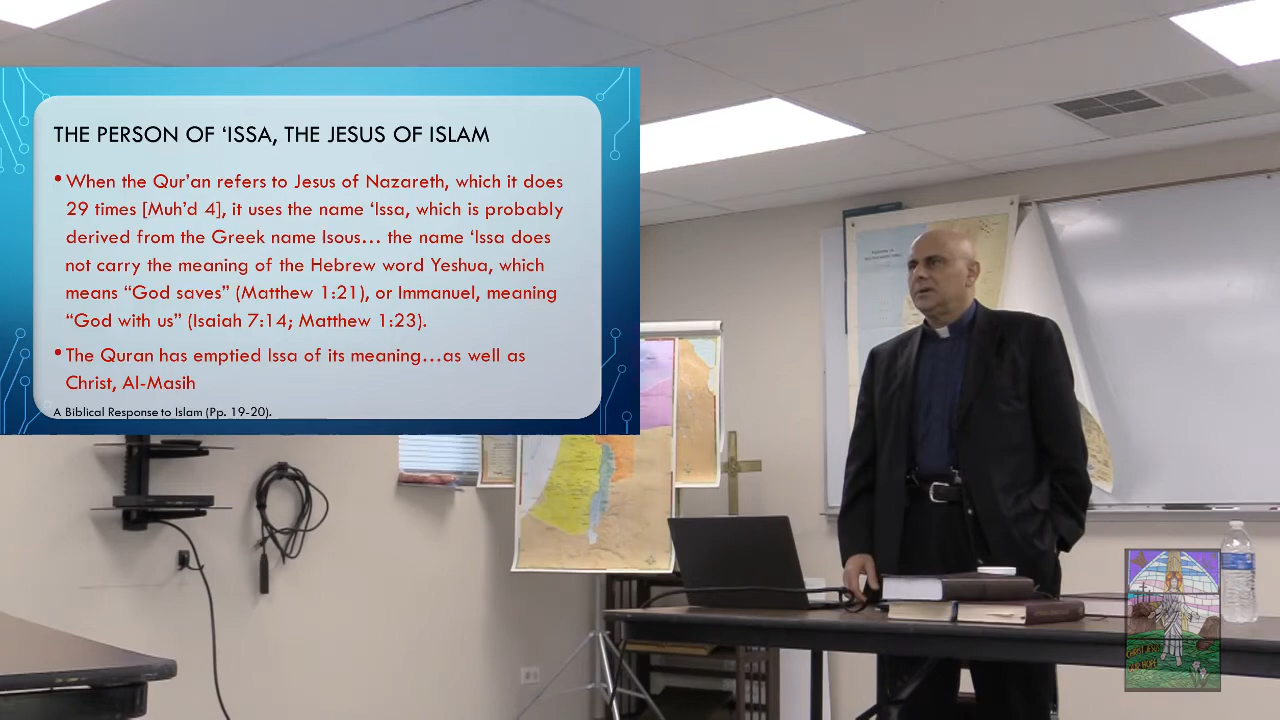 THE PERSON OF ‘ISSA, THE JESUS OF ISLAM
•When the Qur’an refers to Jesus of Nazareth, which it does
29 times [Muh’d 4], it uses the name ‘Issa, which is probably
derived from the Greek name Isous… the name ‘Issa does
not carry the meaning of the Hebrew word Yeshua, which
means “God saves” (Matthew 1:21), or Immanuel, meaning
“God with us” (Isaiah 7:14; Matthew 1:23).
•The Quran has emptied Issa of its meaning…as well as
Christ, Al-Masih
A Biblical Response to Islam (Pp. 19-20).
CHRIST JESUS
OUR HOPE